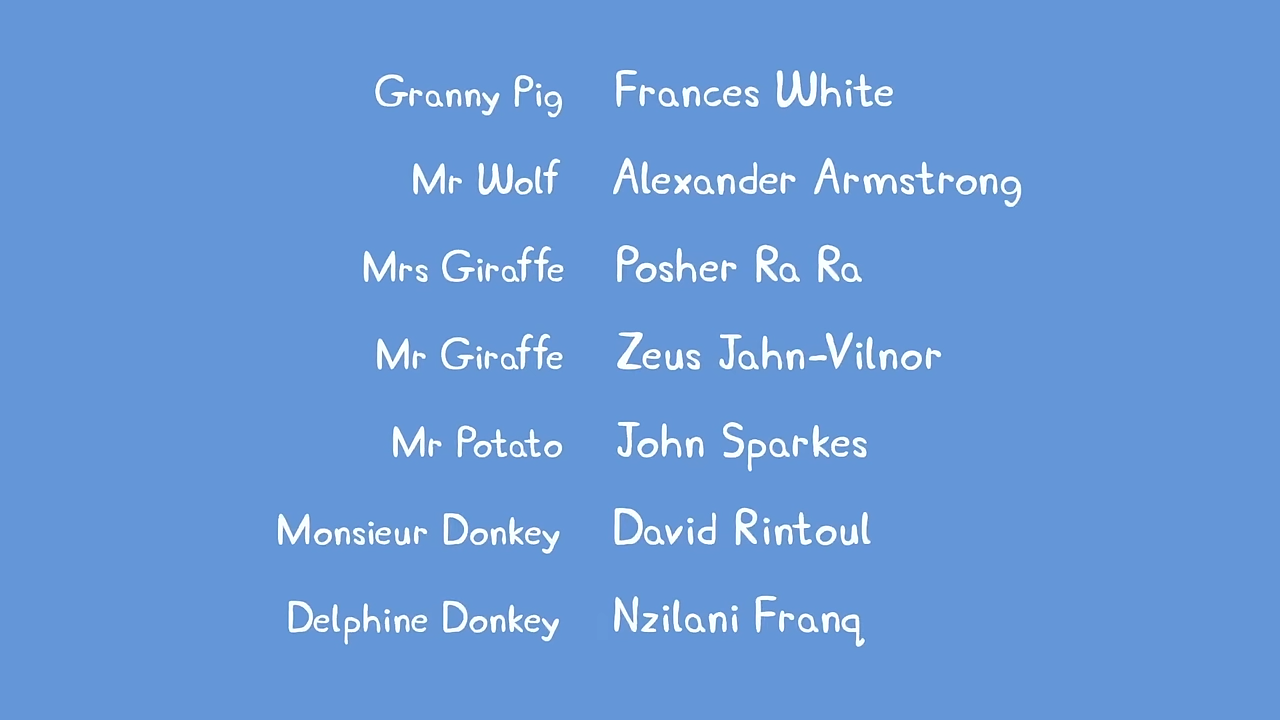 Granny Pig Frances White
Mr Wolf Alexander Armstrong
Mrs Giraffe Posher Ra Ra
Mr Giraffe Zeus Jahn-Vilnor
Mr Potato John Sparkes
Monsieur Donkey David Rintoul
Delphine Donkey Nzilani Franq